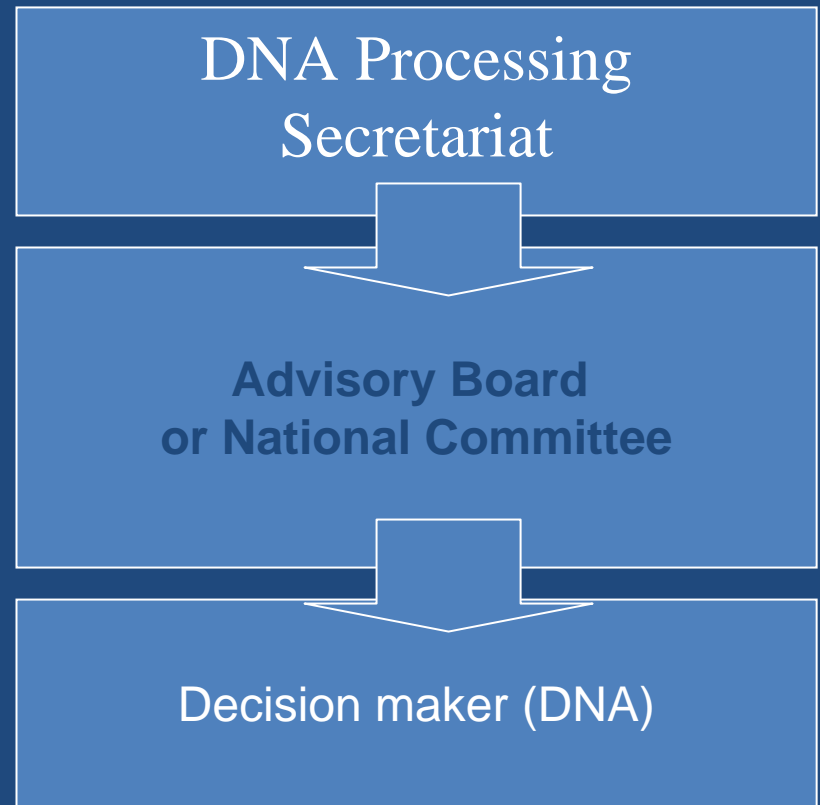 DNA Processing
Secretariat
Advisory Board
or National Committee
Decision maker (DNA)